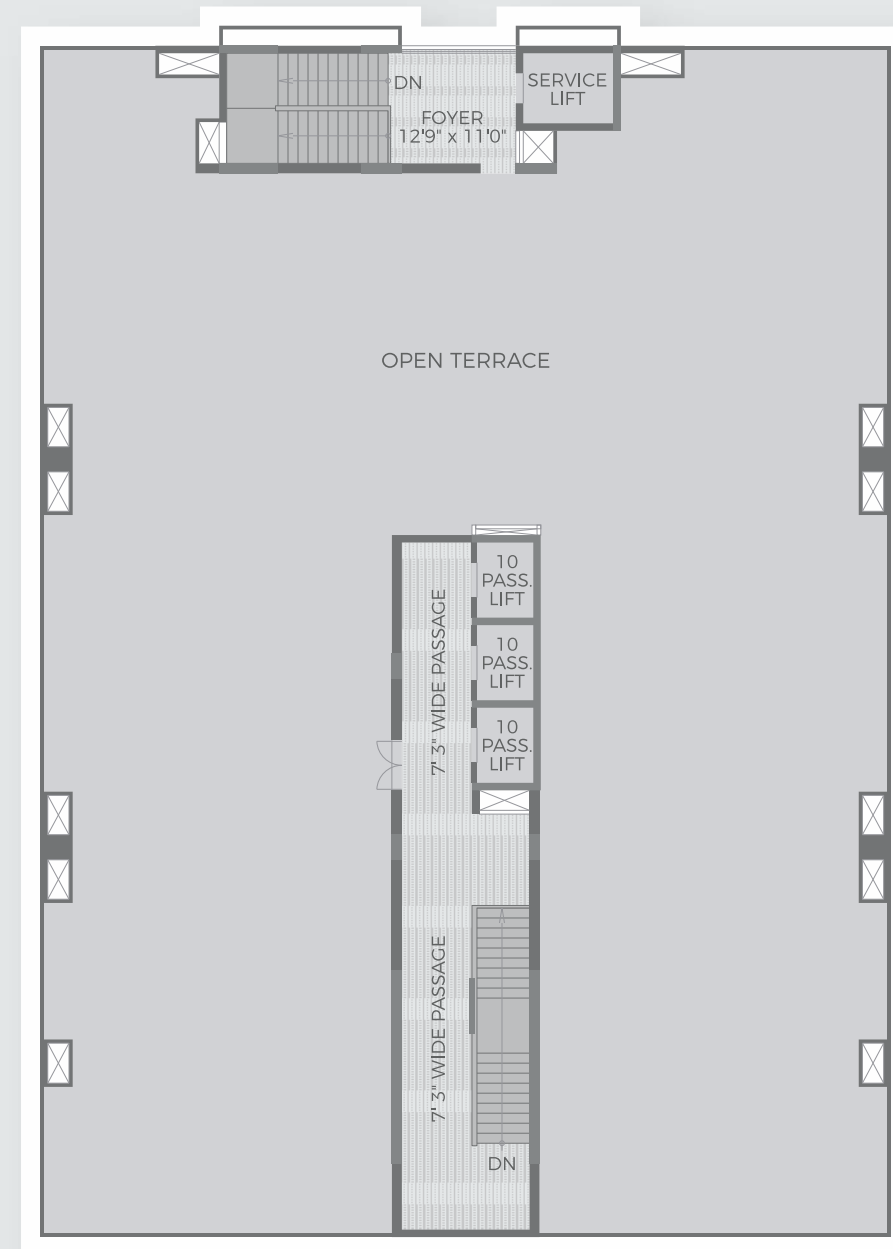 DN
SERVICE
LIFT
FOYER
12'9" x 11'0"
OPEN TERRACE
10
PASS.
LIFT
7' 3" WIDE PASSAGE
10
PASS.
LIFT
10
PASS.
LIFT
7' 3" WIDE PASSAGE
DN